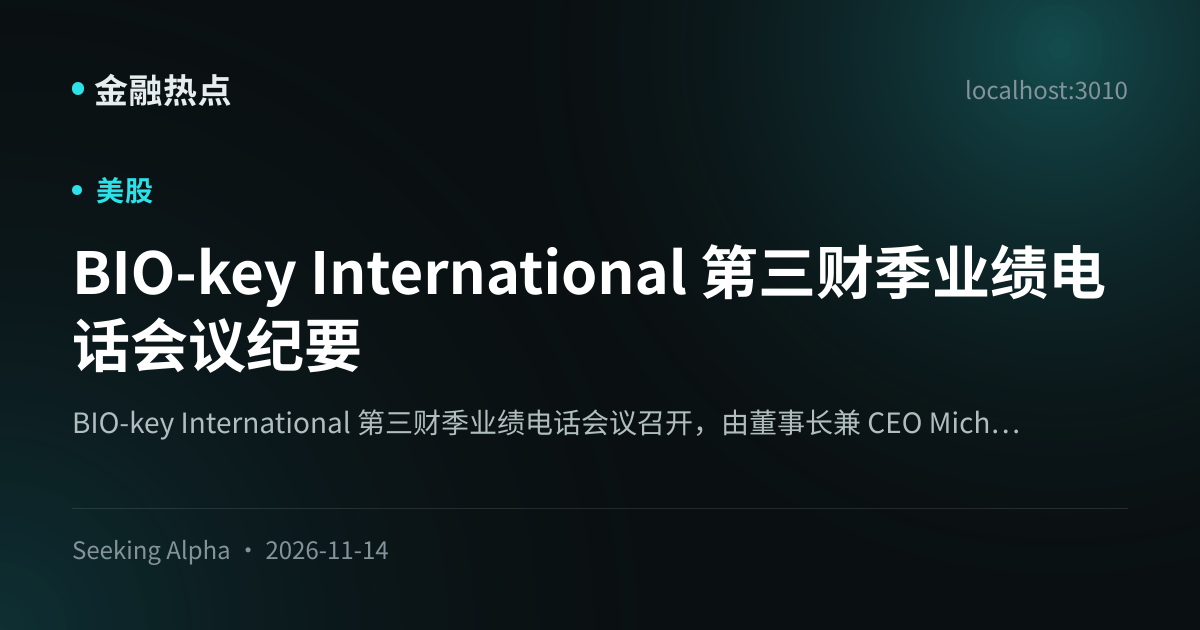 金融热点
localhost:3010
美股
BIO-key International 第三财季业绩电
话会议纪要
BIO-key International 第三财季业绩电话会议召开，由董事长兼 CEO Mich…
Seeking Alpha · 2026-11-14